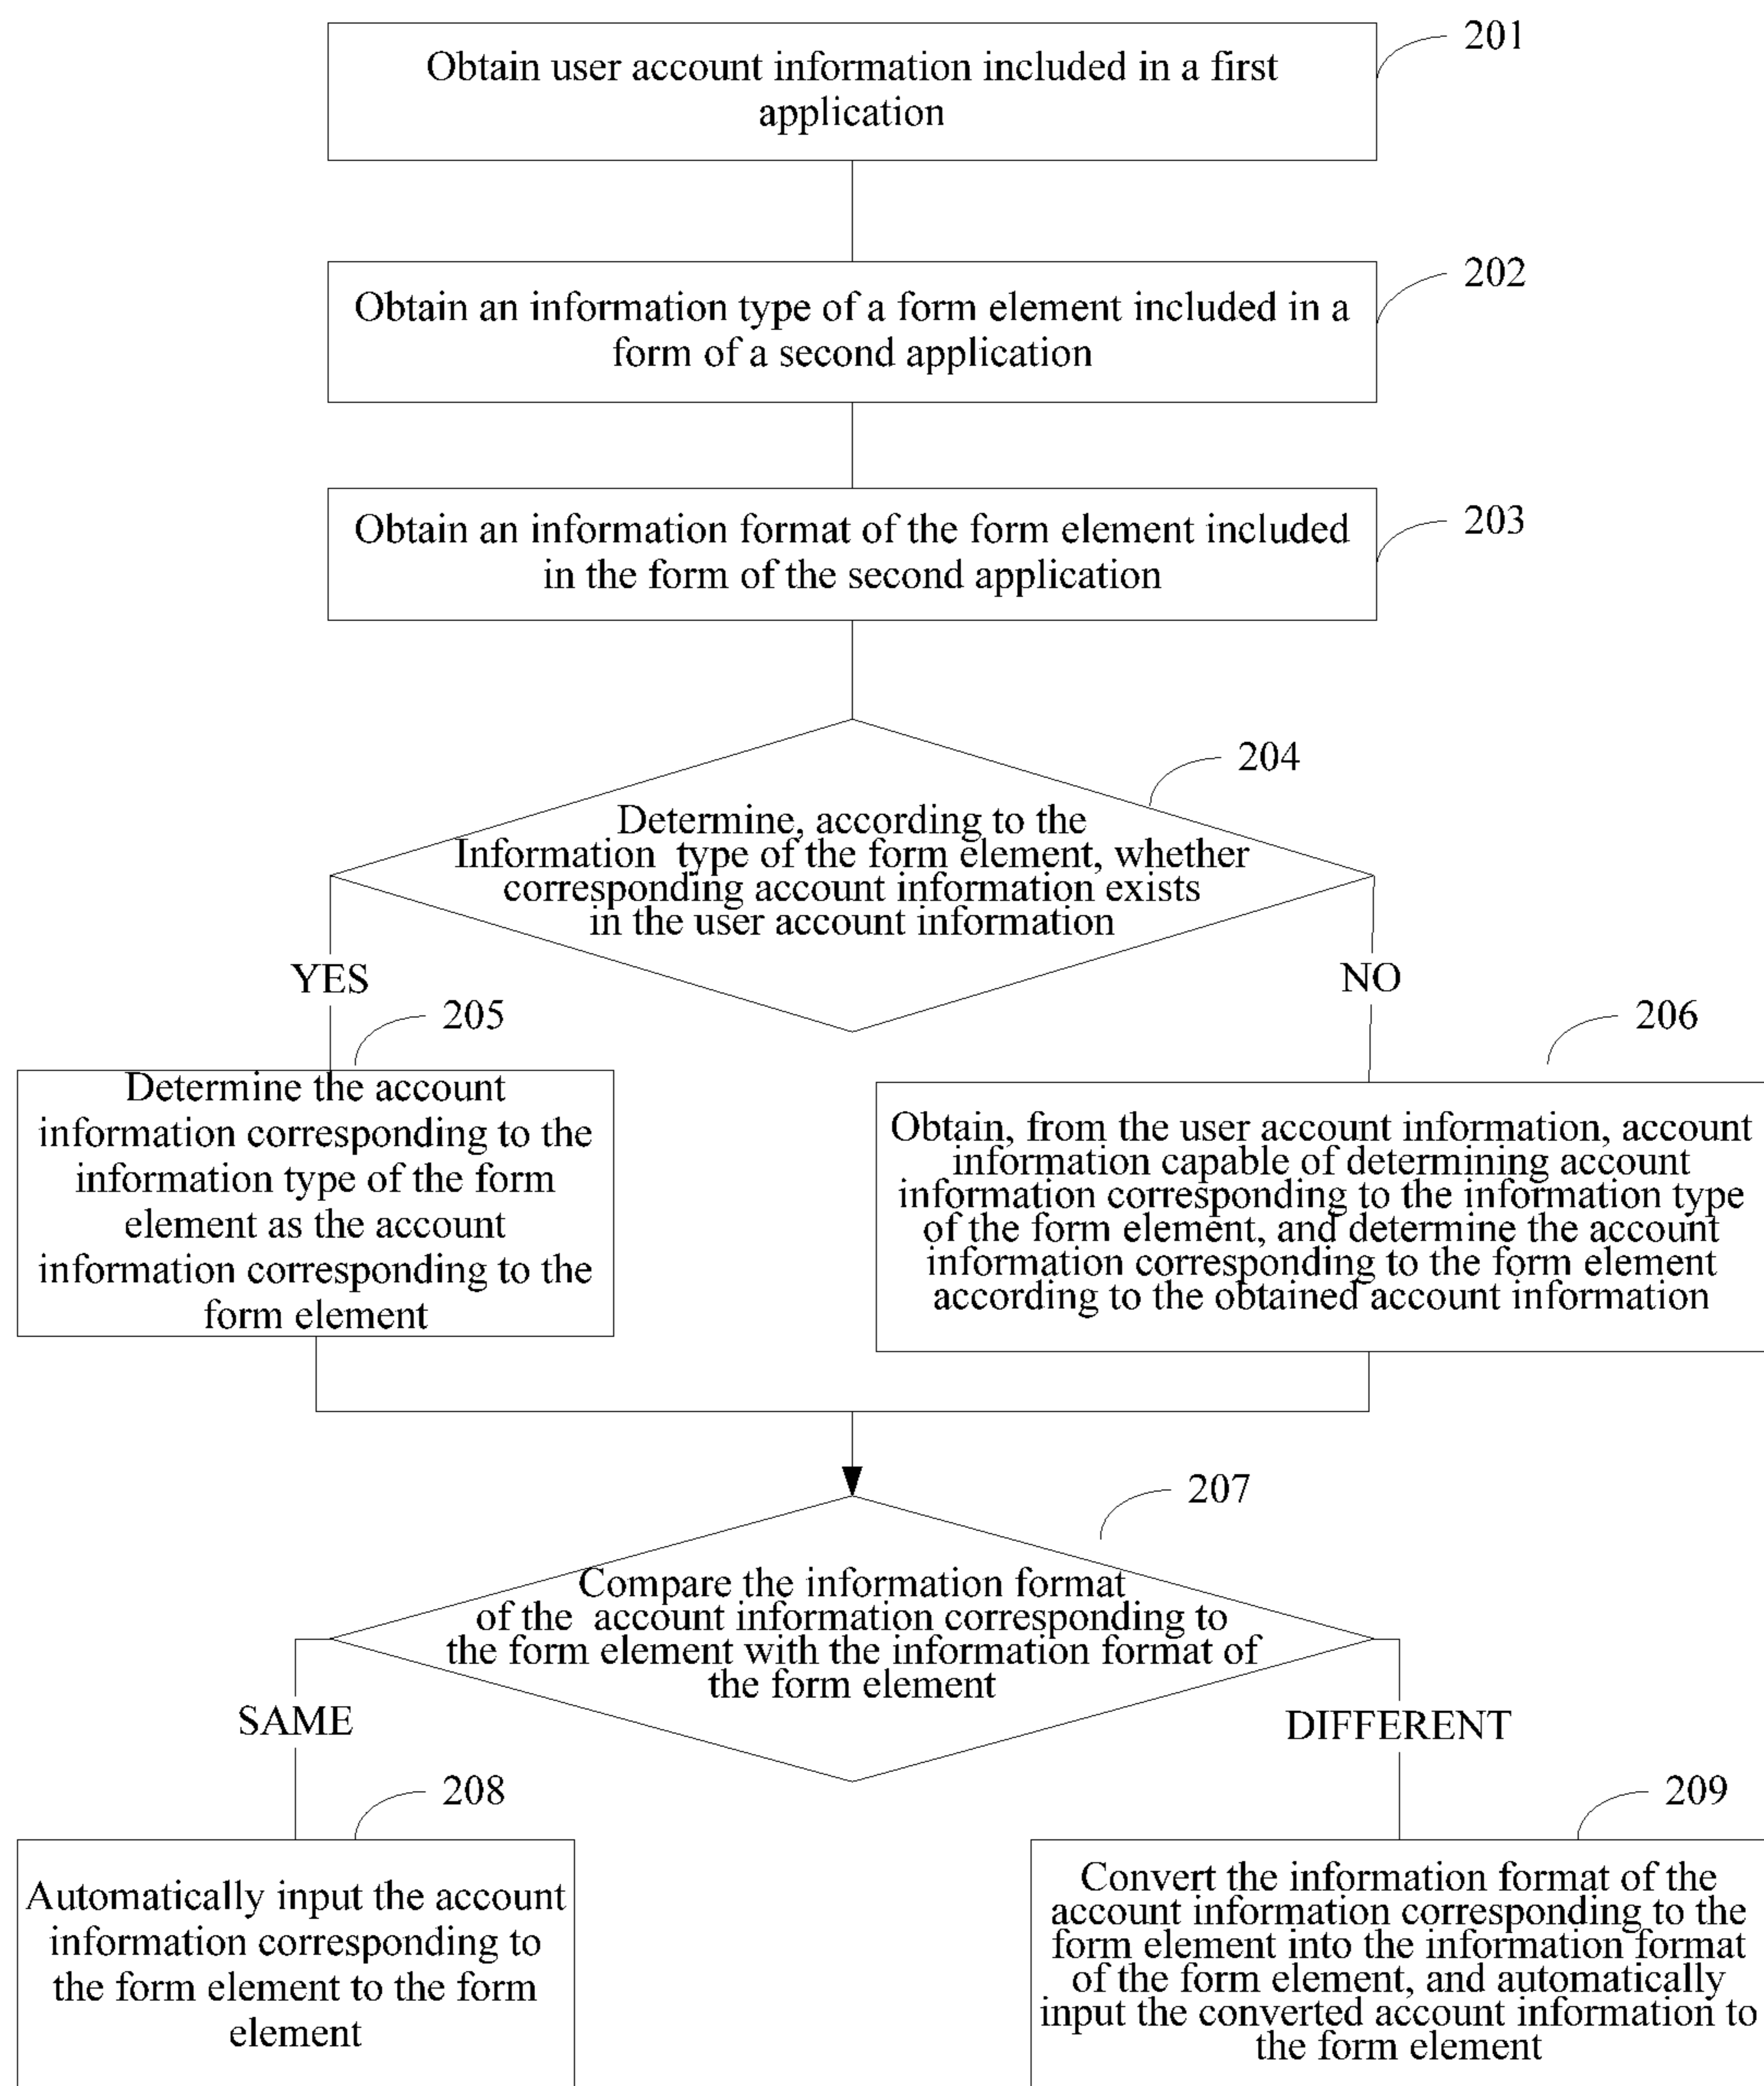 201
Obtain user account information included in a first
application
202
Obtain an information type of a form element included in a
form of a second application
203
Obtain an information format of the form element included
in the form of the second application
204
Determine, according to the
Information type of the form element, whether
corresponding account information exists
in the user account information
YES
NO
205
Determine the account
information corresponding to the
information type of the form
element as the account
information corresponding to the
form element
206
Obtain, from the user account information, account
information capable of determining account
information corresponding to the information type
of the form element, and determine the account
information corresponding to the form element
according to the obtained account information
207
Compare the information format
of the account information corresponding to
the form element with the information format of
the form element
SAME
DIFFERENT
208
Automatically input the account
information corresponding to
the form element to the form
element
209
Convert the information format of the
account information corresponding to the
form element into the information format
of the form element, and automatically
input the converted account information to
the form element